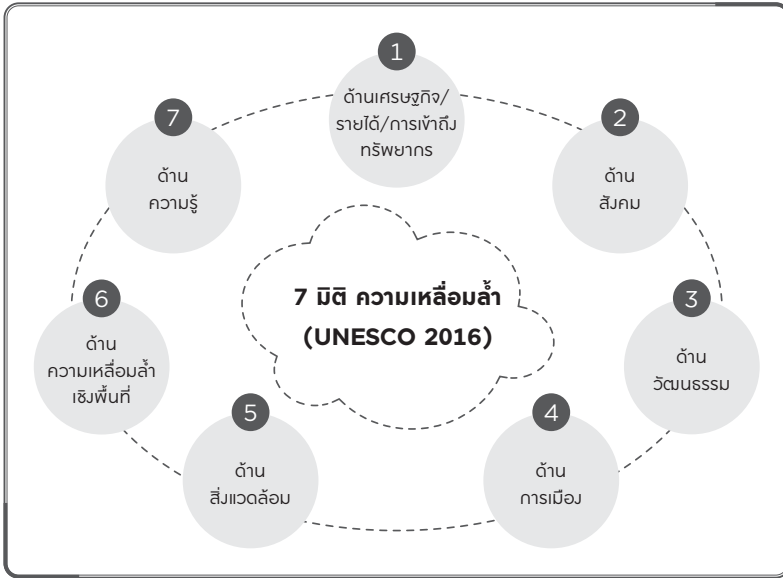 1
ด้านเศรษฐกิจ/
รายได้/การเข้าถึง
ทรัพยากร
2
ด้าน
สังคม
3
ด้าน
วัฒนธรรม
4
ด้าน
การเมือง
5
ด้าน
สิ่งแวดล้อม
6
ด้าน
ความเหลื่อมล้ำ
เชิงพื้นที่
7
ด้าน
ความรู้
7 มิติ ความเหลื่อมล้ำ
(UNESCO 2016)